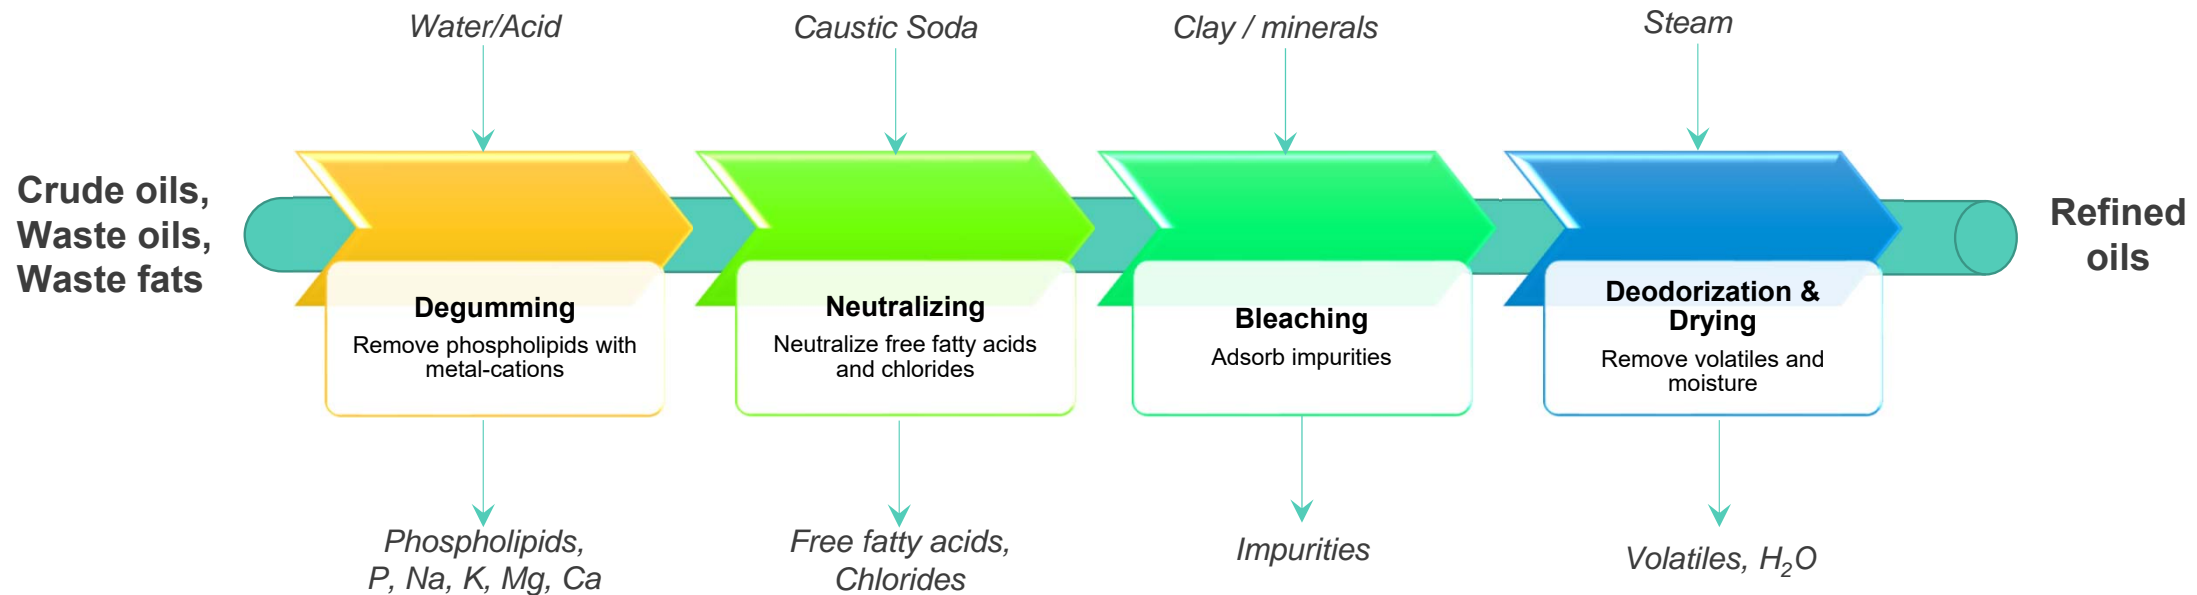 Water/Acid
Caustic Soda
Clay / minerals
Steam
Crude oils,
Waste oils,
Waste fats
Degumming
Remove phospholipids with
metal-cations
Neutralizing
Neutralize free fatty acids
and chlorides
Bleaching
Adsorb impurities
Deodorization &
Drying
Remove volatiles and
moisture
Refined
oils
Phospholipids,
P, Na, K, Mg, Ca
Free fatty acids,
Chlorides
Impurities
Volatiles, H₂O